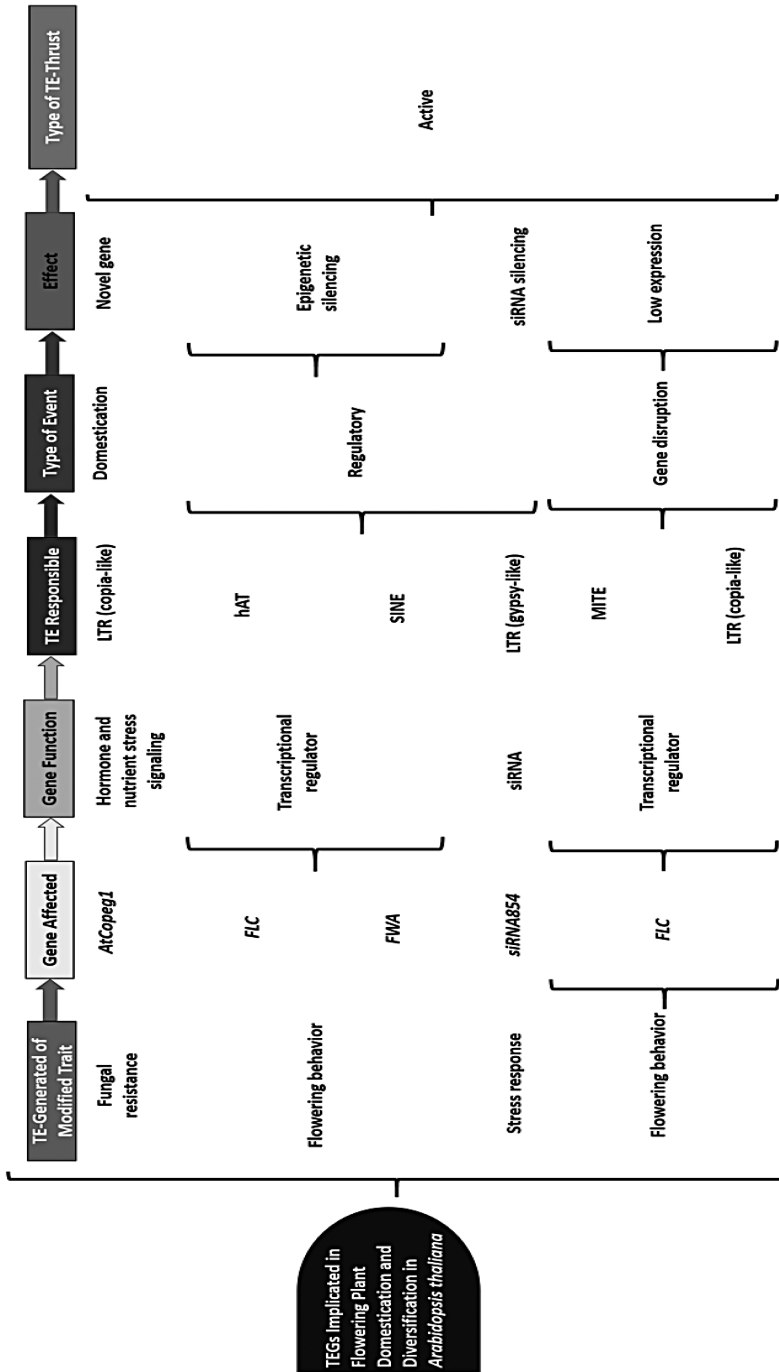 TEGs Implicated in
Flowering Plant
Domestication and
Diversification in
Arabidopsis thaliana
TE-Generated of
Modified Trait
Gene Affected
Gene Function
TE Responsible
Type of Event
Effect
Type of TE-Thrust
Fungal
resistance
AtCopeg1
Hormone and
nutrient stress
signaling
LTR (copia-like)
Domestication
Novel gene
Flowering behavior
FLC
FWA
Transcriptional
regulator
hAT
SINE
Regulatory
Epigenetic
silencing
Stress response
siRNA854
siRNA
LTR (gypsy-like)
siRNA silencing
Flowering behavior
FLC
Transcriptional
regulator
MITE
LTR (copia-like)
Gene disruption
Low expression
Active